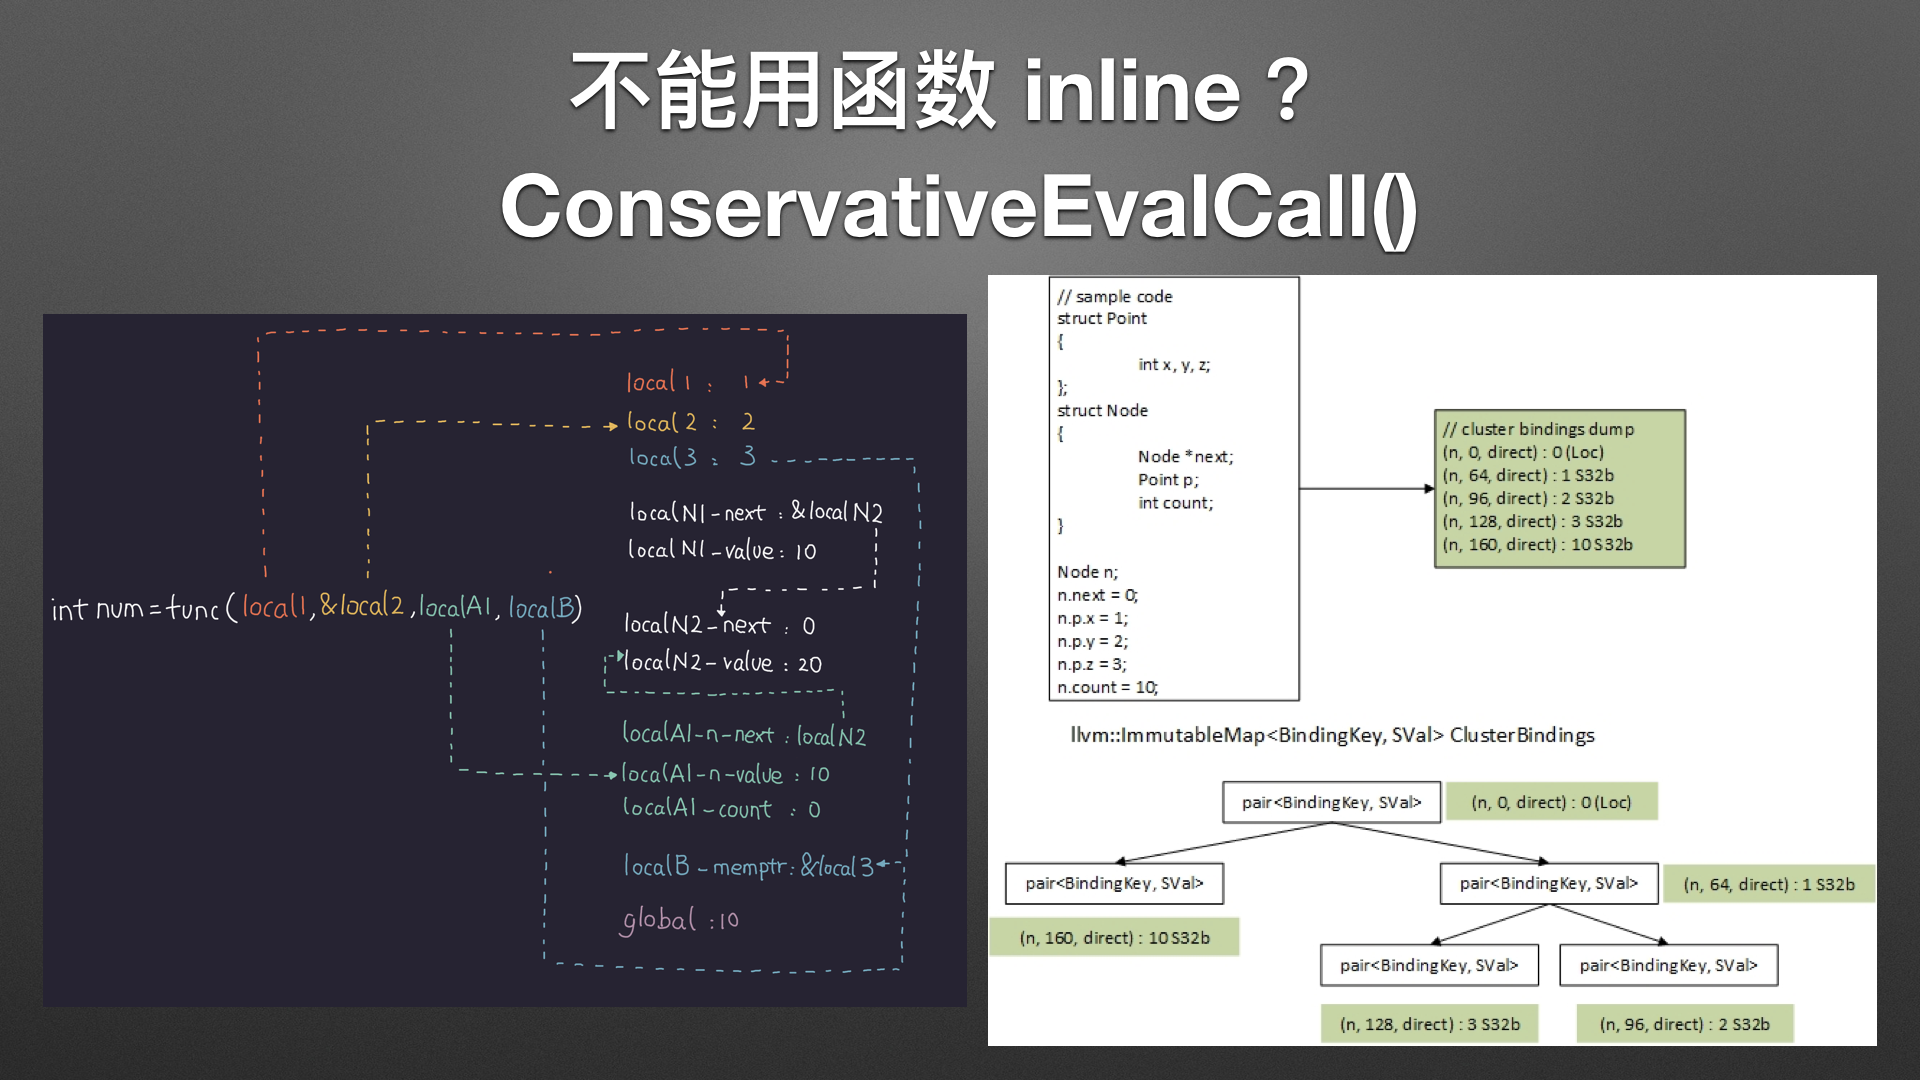 不能用函数 inline？
ConservativeEvalCall()
local1 : 1
local2 : 2
local3 : 3
localN1-next : &localN2
localN1-value : 10
int num=func(local1,&local2,localA1,localB)
localN2-next : 0
localN2-value : 20
localA1-n-next : localN2
localA1-n-value : 10
localA1-count : 0
localB-memptr: &local3
global :10
// sample code
struct Point
{
int x, y, z;
};
struct Node
{
Node *next;
Point p;
int count;
}
Node n;
n.next = 0;
n.p.x = 1;
n.p.y = 2;
n.p.z = 3;
n.count = 10;
// cluster bindings dump
(n, 0, direct) : 0 (Loc)
(n, 64, direct) : 1 S32b
(n, 96, direct) : 2 S32b
(n, 128, direct) : 3 S32b
(n, 160, direct) : 10 S32b
llvm::ImmutableMap<BindingKey, SVal> ClusterBindings
pair<BindingKey, SVal>
(n, 0, direct) : 0 (Loc)
pair<BindingKey, SVal>
pair<BindingKey, SVal>
(n, 64, direct) : 1 S32b
(n, 160, direct) : 10 S32b
pair<BindingKey, SVal>
pair<BindingKey, SVal>
(n, 128, direct) : 3 S32b
(n, 96, direct) : 2 S32b